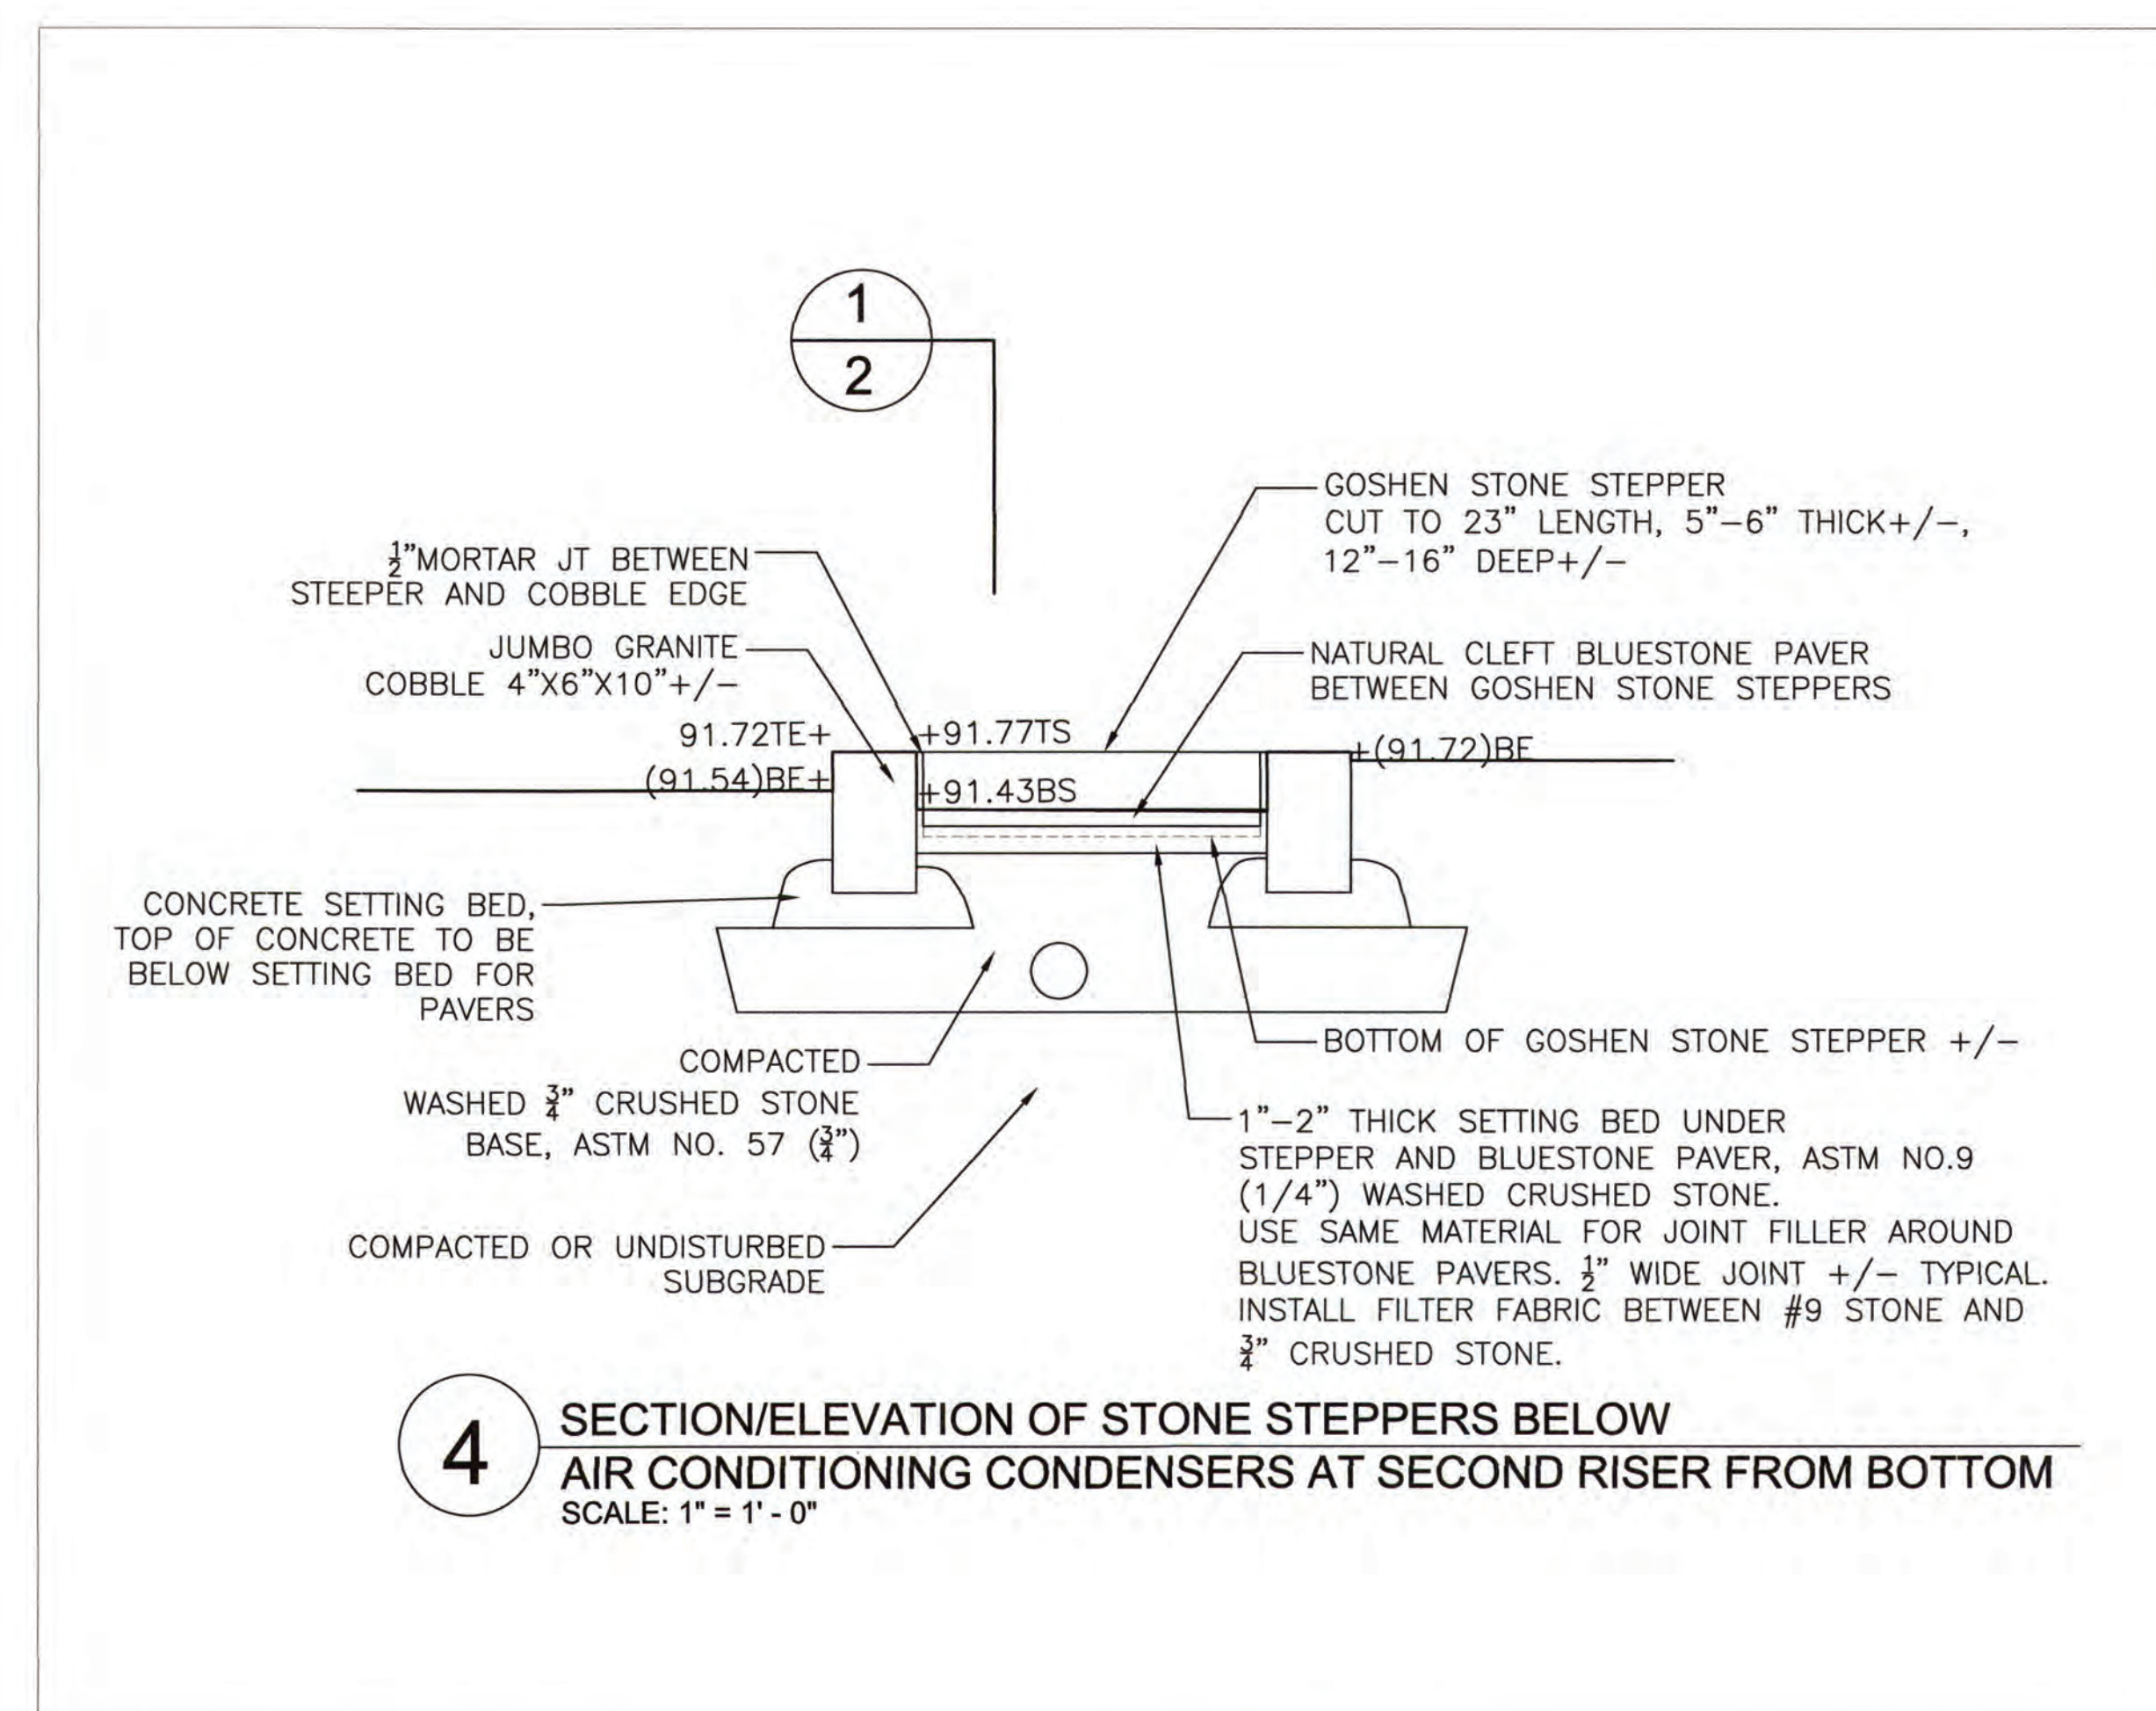 1
2
GOSHEN STONE STEPPER
CUT TO 23" LENGTH, 5"-6" THICK+/-,
12"-16" DEEP+/-
½"MORTAR JT BETWEEN
STEEPER AND COBBLE EDGE
JUMBO GRANITE
COBBLE 4"X6"X10"+/-
NATURAL CLEFT BLUESTONE PAVER
BETWEEN GOSHEN STONE STEPPERS
91.72TE+
+91.77TS
+(91.72)BE
(91.54)BE+
+91.43BS
CONCRETE SETTING BED,
TOP OF CONCRETE TO BE
BELOW SETTING BED FOR
PAVERS
BOTTOM OF GOSHEN STONE STEPPER +/-
COMPACTED
WASHED ¾" CRUSHED STONE
BASE, ASTM NO. 57 (¾")
1"-2" THICK SETTING BED UNDER
STEPPER AND BLUESTONE PAVER, ASTM NO.9
(1/4") WASHED CRUSHED STONE.
USE SAME MATERIAL FOR JOINT FILLER AROUND
BLUESTONE PAVERS. ½" WIDE JOINT +/- TYPICAL.
INSTALL FILTER FABRIC BETWEEN #9 STONE AND
¾" CRUSHED STONE.
COMPACTED OR UNDISTURBED
SUBGRADE
4
SECTION/ELEVATION OF STONE STEPPERS BELOW
AIR CONDITIONING CONDENSERS AT SECOND RISER FROM BOTTOM
SCALE: 1" = 1' - 0"